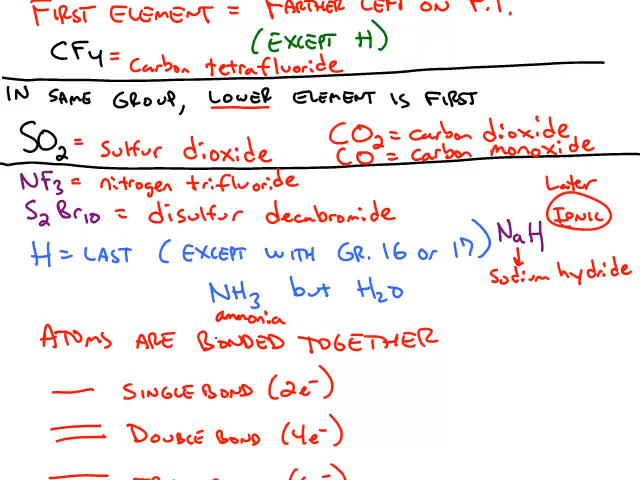 FIRST ELEMENT = FARTHER LEFT ON P.T.
(EXCEPT H)
CF4 = Carbon tetrafluoride
IN SAME GROUP, LOWER ELEMENT IS FIRST
SO2 = sulfur dioxide
CO2 = carbon dioxide
CO = carbon monoxide
NF3 = nitrogen trifluoride
S2Br10 = disulfur decabromide
Later
IONIC
H = LAST (EXCEPT WITH GR. 16 or 17)
NaH
Sodium hydride
NH3 but H2O
ammonia
ATOMS ARE BONDED TOGETHER
— SINGLE BOND (2e-)
= DOUBLE BOND (4e-)